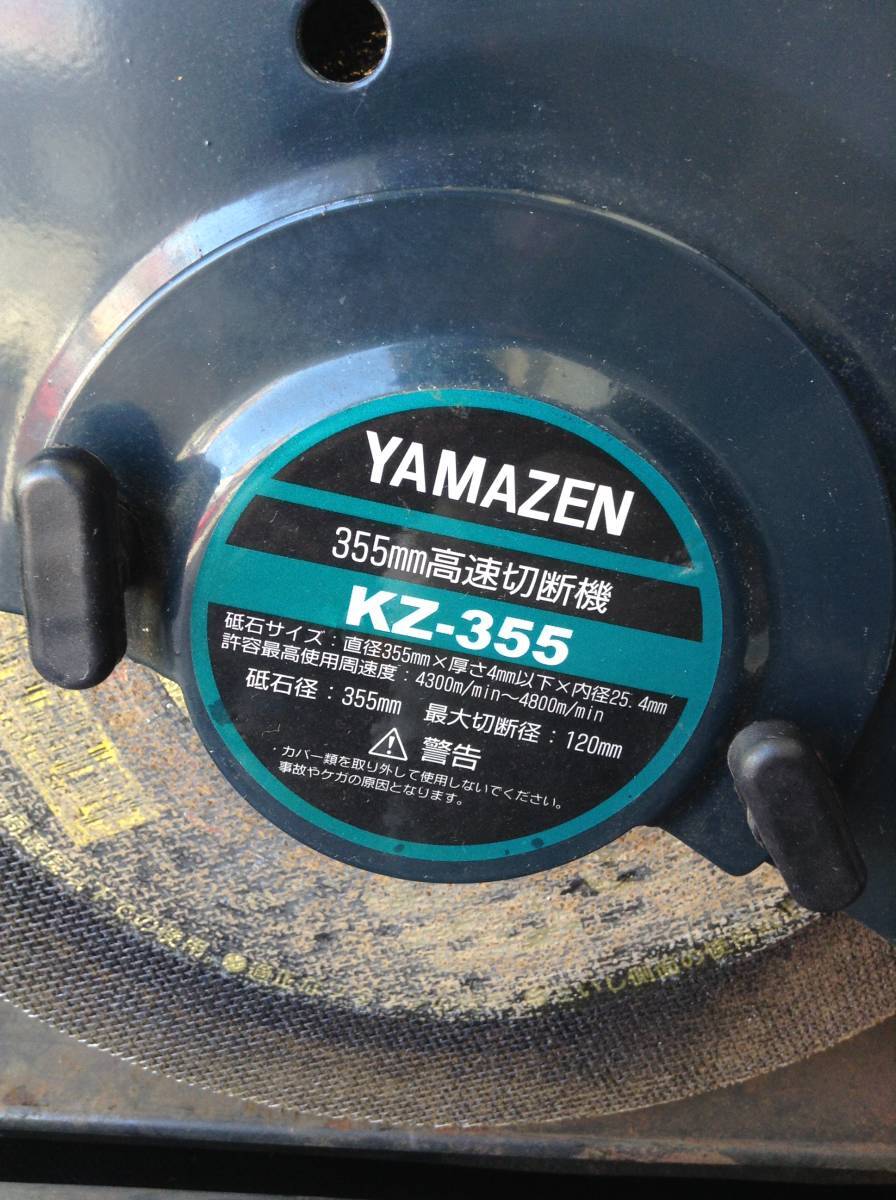 YAMAZEN
355mm高速切断機
KZ-355
砥石サイズ：直径355mm×厚さ4mm以下×内径25.4mm
許容最高使用周速度：4300m/min～4800m/min
砥石径：355mm 最大切断径：120mm
警告
・カバー類を取り外して使用しないでください。
事故やケガの原因となります。
での使用